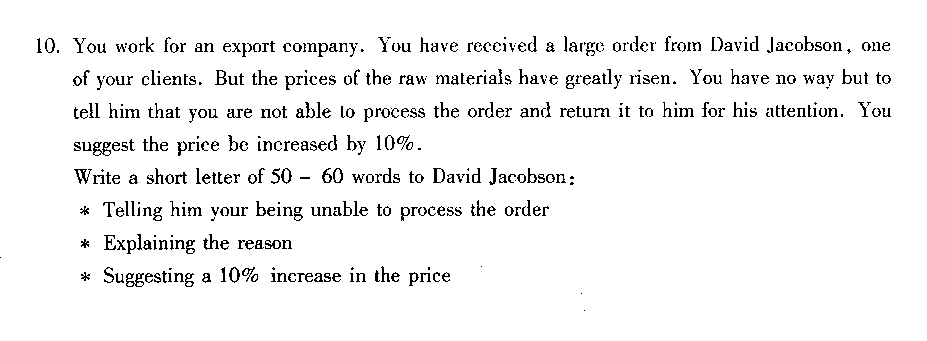 10. You work for an export company. You have received a large order from David Jacobson, one
of your clients. But the prices of the raw materials have greatly risen. You have no way but to
tell him that you are not able to process the order and return it to him for his attention. You
suggest the price be increased by 10%.
Write a short letter of 50 – 60 words to David Jacobson:
* Telling him your being unable to process the order
* Explaining the reason
* Suggesting a 10% increase in the price